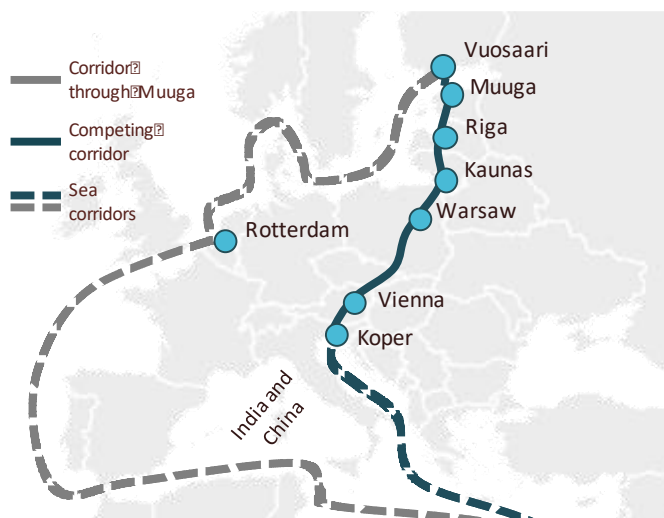 Corridor�
through�Muuga
Competing�
corridor
Sea
corridors
Vuosaari
Muuga
Riga
Kaunas
Warsaw
Rotterdam
Vienna
Koper
India and
China